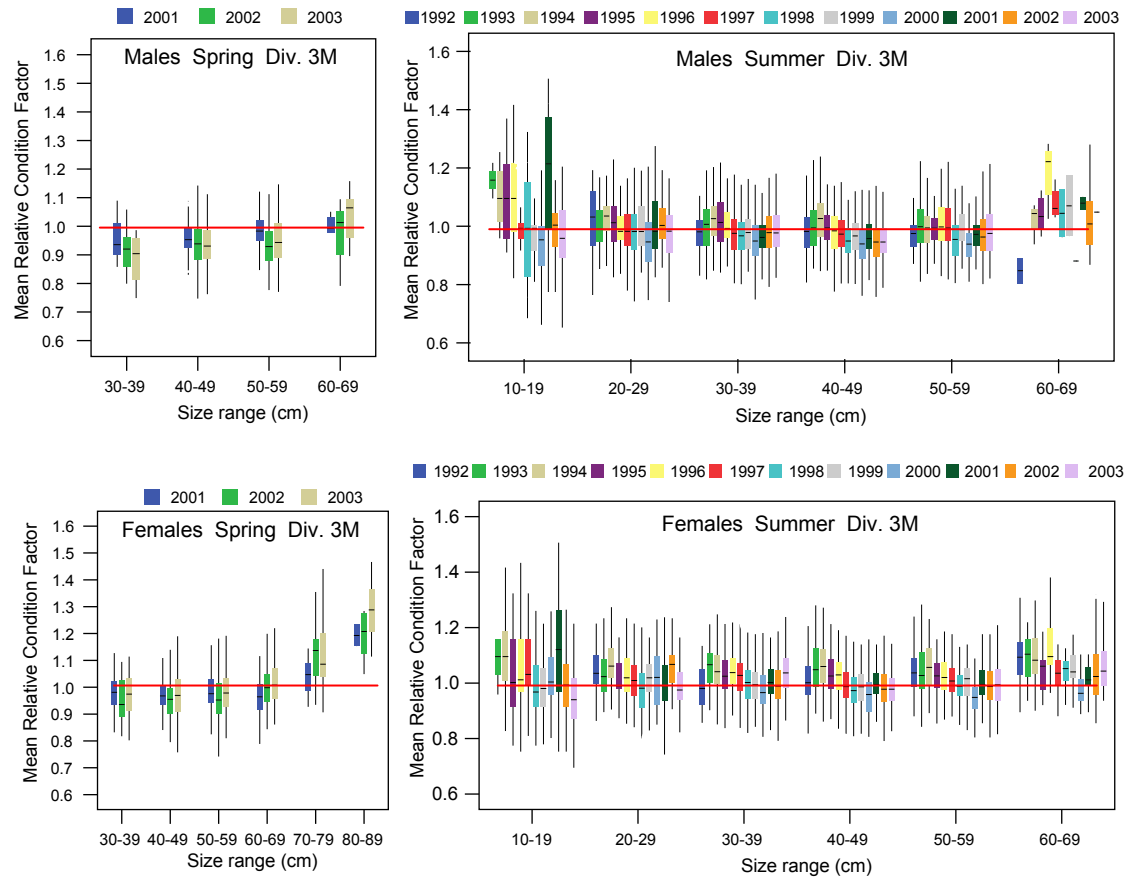 2001 2002 2003
Males Spring Div. 3M
Mean Relative Condition Factor
1.6
1.5
1.4
1.3
1.2
1.1
1.0
0.9
0.8
0.7
0.6
30-39 40-49 50-59 60-69
Size range (cm)
1992 1993 1994 1995 1996 1997 1998 1999 2000 2001 2002 2003
Males Summer Div. 3M
Mean Relative Condition Factor
1.6
1.4
1.2
1.0
0.8
0.6
10-19 20-29 30-39 40-49 50-59 60-69
Size range (cm)
2001 2002 2003
Females Spring Div. 3M
Mean Relative Condition Factor
1.6
1.5
1.4
1.3
1.2
1.1
1.0
0.9
0.8
0.7
0.6
30-39 40-49 50-59 60-69 70-79 80-89
Size range (cm)
1992 1993 1994 1995 1996 1997 1998 1999 2000 2001 2002 2003
Females Summer Div. 3M
Mean Relative Condition Factor
1.6
1.4
1.2
1.0
0.8
0.6
10-19 20-29 30-39 40-49 50-59 60-69
Size range (cm)